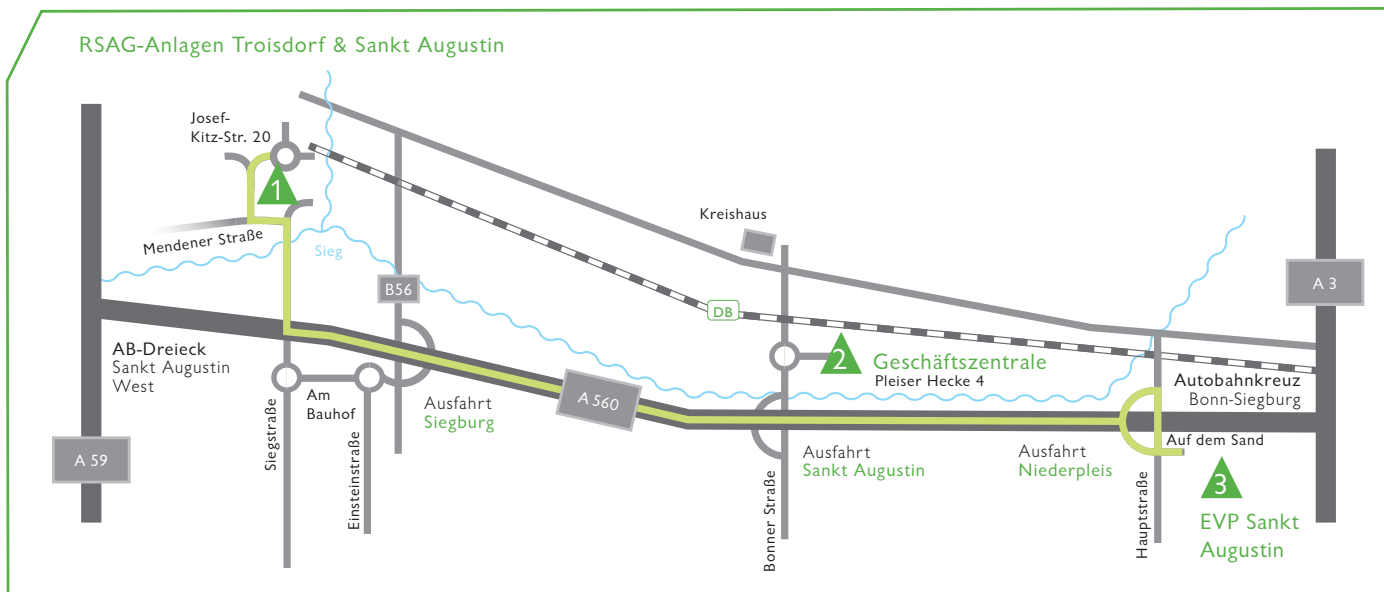 RSAG-Anlagen Troisdorf & Sankt Augustin
Josef-
Kitz-Str. 20
1
Mendener Straße
Sieg
B56
Kreishaus
A 3
DB
AB-Dreieck
Sankt Augustin
West
2
Geschäftszentrale
Pleiser Hecke 4
Autobahnkreuz
Bonn-Siegburg
Am
Bauhof
Ausfahrt
Siegburg
A 560
A 59
Siegstraße
Einsteinstraße
Bonner Straße
Ausfahrt
Sankt Augustin
Ausfahrt
Niederpleis
Auf dem Sand
Hauptstraße
3
EVP Sankt
Augustin